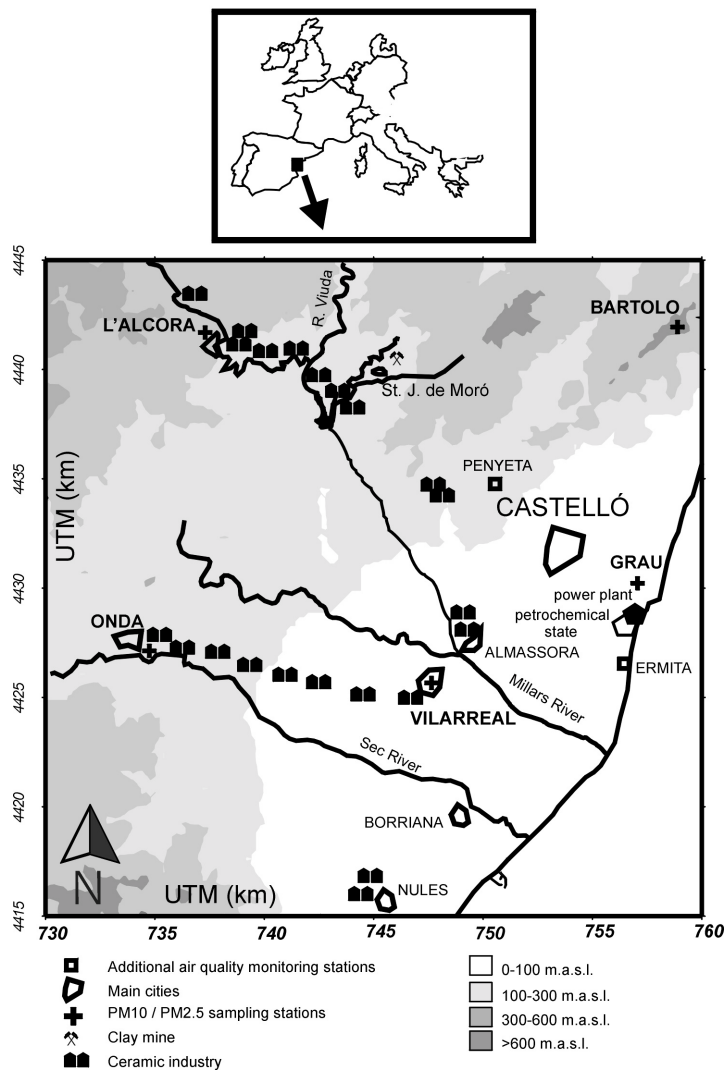 4445
4440
4435
4430
4425
4420
4415
UTM (km)
R. Viuda
L'ALCORA
BARTOLO
St. J. de Moró
PENYETA
CASTELLÓ
GRAU
power plant
petrochemical
state
ONDA
ALMASSORA
ERMITA
VILARREAL
Millars River
Sec River
BORRIANA
NULES
N
UTM (km)
730
735
740
745
750
755
760
Additional air quality monitoring stations
Main cities
PM10 / PM2.5 sampling stations
Clay mine
Ceramic industry
0-100 m.a.s.l.
100-300 m.a.s.l.
300-600 m.a.s.l.
>600 m.a.s.l.